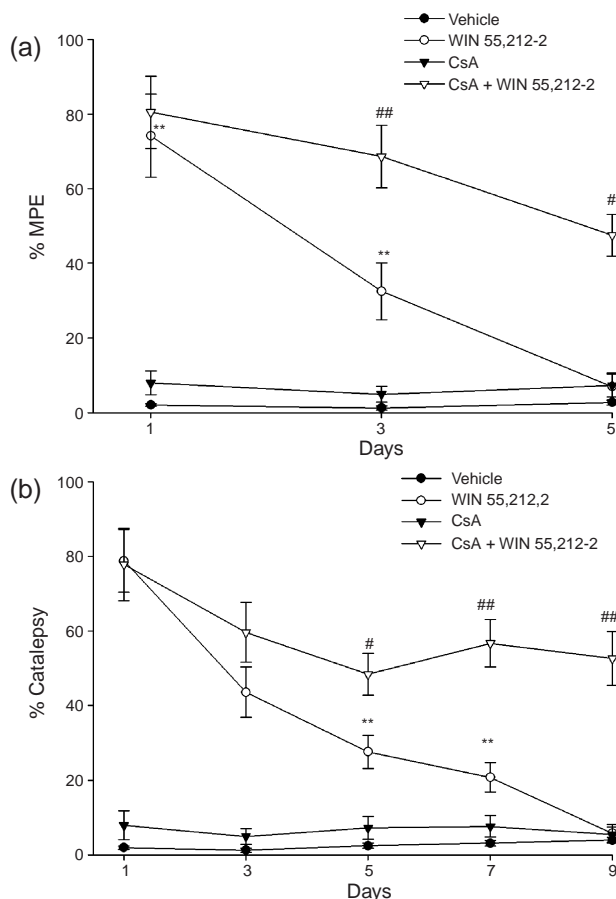 (a)
Vehicle
WIN 55,212-2
CsA
CsA + WIN 55,212-2
100
80
60
40
20
0
% MPE
**
##
**
#
1 3 5
Days
(b)
Vehicle
WIN 55,212,2
CsA
CsA + WIN 55,212-2
100
80
60
40
20
0
% Catalepsy
#
##
##
**
**
1 3 5 7 9
Days